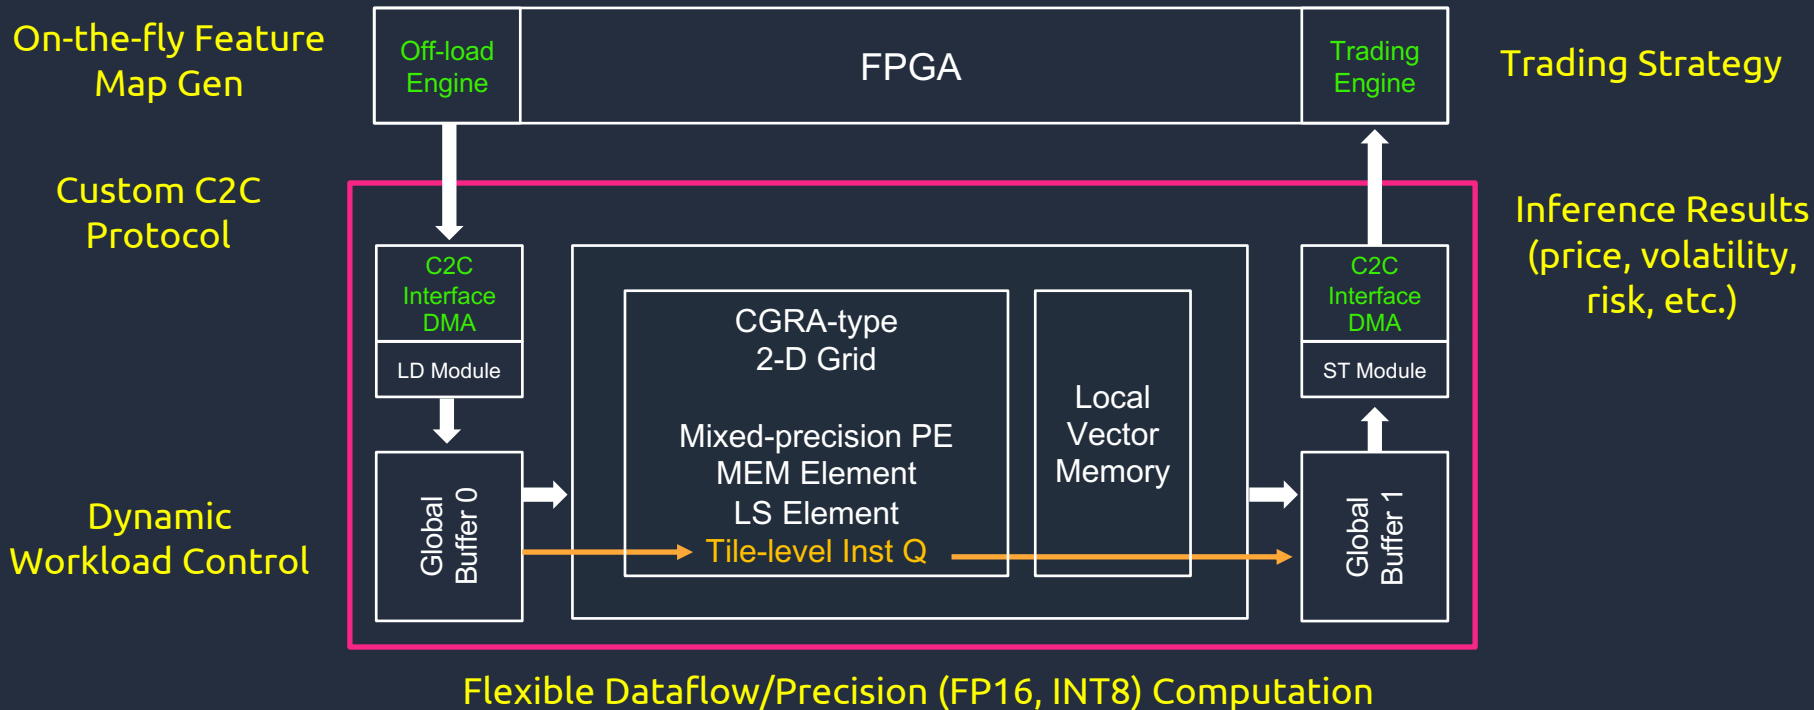 On-the-fly Feature
Map Gen
Off-load
Engine
FPGA
Trading
Engine
Trading Strategy
Custom C2C
Protocol
C2C
Interface
DMA
LD Module
CGRA-type
2-D Grid
Mixed-precision PE
MEM Element
LS Element
Tile-level Inst Q
Local
Vector
Memory
C2C
Interface
DMA
ST Module
Inference Results
(price, volatility,
risk, etc.)
Dynamic
Workload Control
Global
Buffer 0
Global
Buffer 1
Flexible Dataflow/Precision (FP16, INT8) Computation